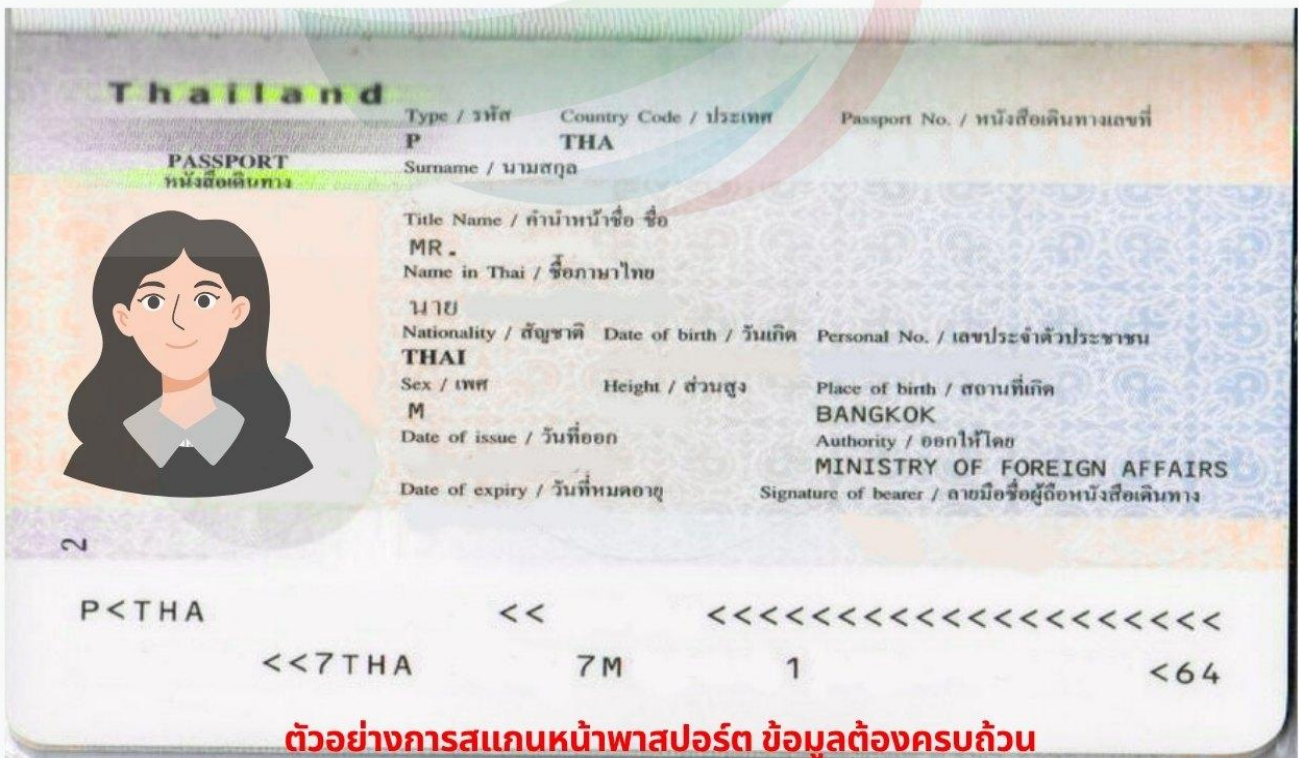 Thailand
PASSPORT
หนังสือเดินทาง
Type / รหัส Country Code / ประเทศ Passport No. / หนังสือเดินทางเลขที่
P THA
Surname / นามสกุล
Title Name / คำนำหน้าชื่อ ชื่อ
MR.
Name in Thai / ชื่อภาษาไทย
นาย
Nationality / สัญชาติ Date of birth / วันเกิด Personal No. / เลขประจำตัวประชาชน
THAI
Sex / เพศ Height / ส่วนสูง Place of birth / สถานที่เกิด
M BANGKOK
Date of issue / วันที่ออก Authority / ออกให้โดย
MINISTRY OF FOREIGN AFFAIRS
Date of expiry / วันที่หมดอายุ Signature of bearer / ลายมือชื่อผู้ถือหนังสือเดินทาง
2
P<THA << <<<<<<<<<<<<<<<<<<<<
<<7THA 7M 1 <64
ตัวอย่างการสแกนหน้าพาสปอร์ต ข้อมูลต้องครบถ้วน